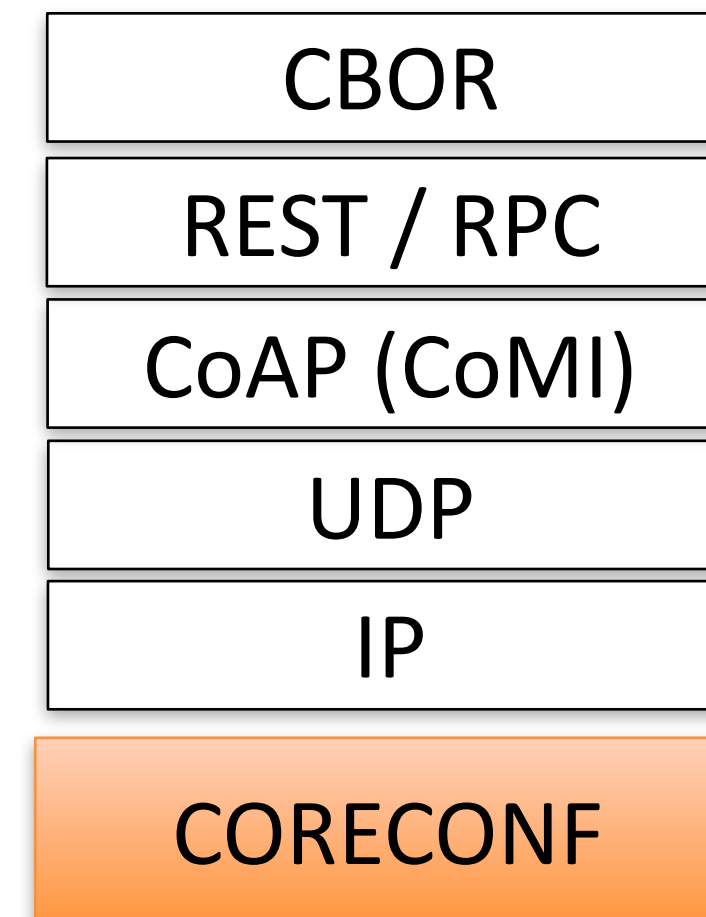 CBOR
REST / RPC
CoAP (CoMI)
UDP
IP
CORECONF